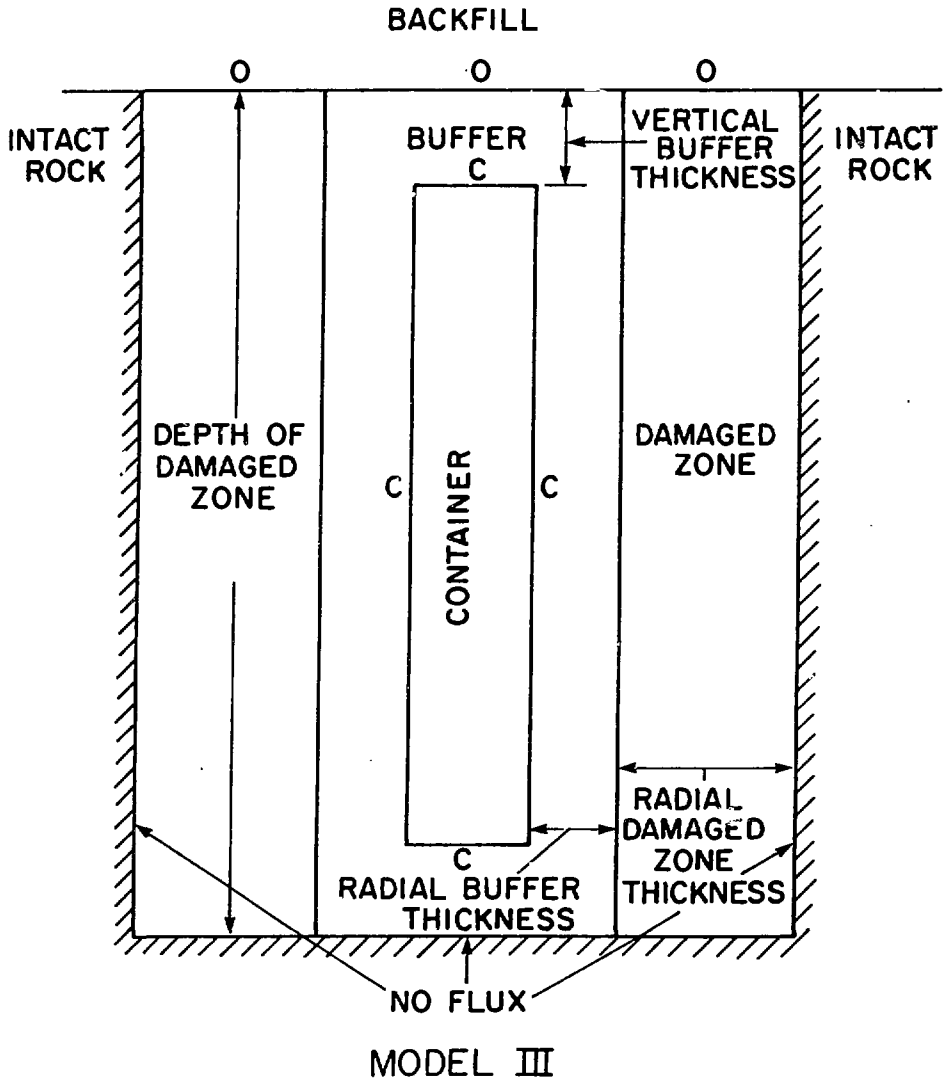 BACKFILL
O O O
INTACT
ROCK
BUFFER
C
VERTICAL
BUFFER
THICKNESS
INTACT
ROCK
DEPTH OF
DAMAGED
ZONE
C
CONTAINER
C
DAMAGED
ZONE
C
RADIAL BUFFER
THICKNESS
RADIAL
DAMAGED
ZONE
THICKNESS
NO FLUX
MODEL III